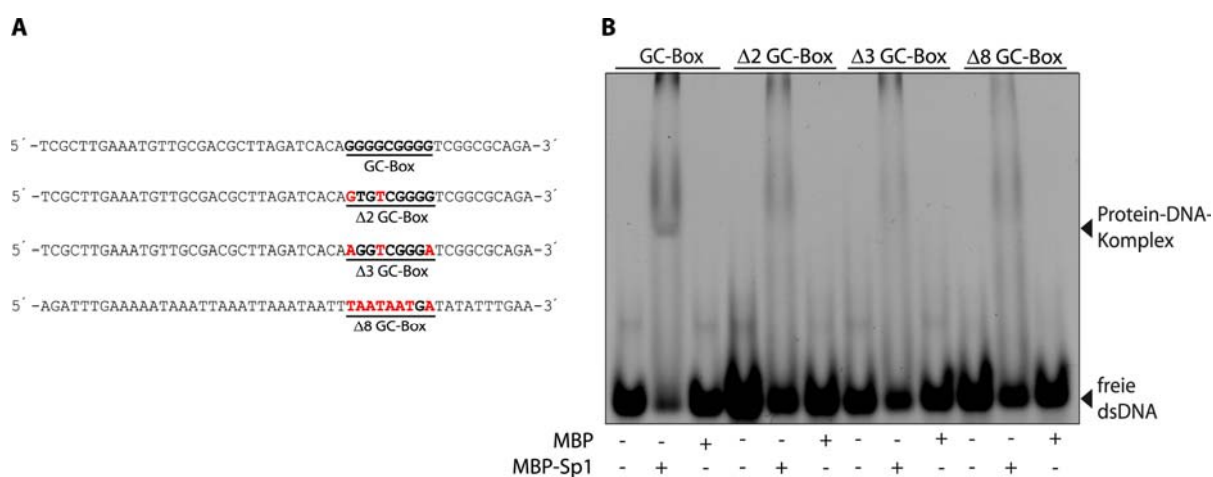 A
5´-TCGCTTGAAATGTTGCGACGCTTAGATCACAGGGGCGGGGTCGGCGCAGA-3´
GC-Box
5´-TCGCTTGAAATGTTGCGACGCTTAGATCACAGTGTCGGGGTCGGCGCAGA-3´
Δ2 GC-Box
5´-TCGCTTGAAATGTTGCGACGCTTAGATCACAAGGTCGGGATCGGCGCAGA-3´
Δ3 GC-Box
5´-AGATTTGAAAAATAAATTAAATTAAATAATTTAATAATGATATATTTGAA-3´
Δ8 GC-Box
B
GC-Box Δ2 GC-Box Δ3 GC-Box Δ8 GC-Box
Protein-DNA-
Komplex
freie
dsDNA
MBP - - + - - + - - + - - +
MBP-Sp1 - + - - + - - + - - + -